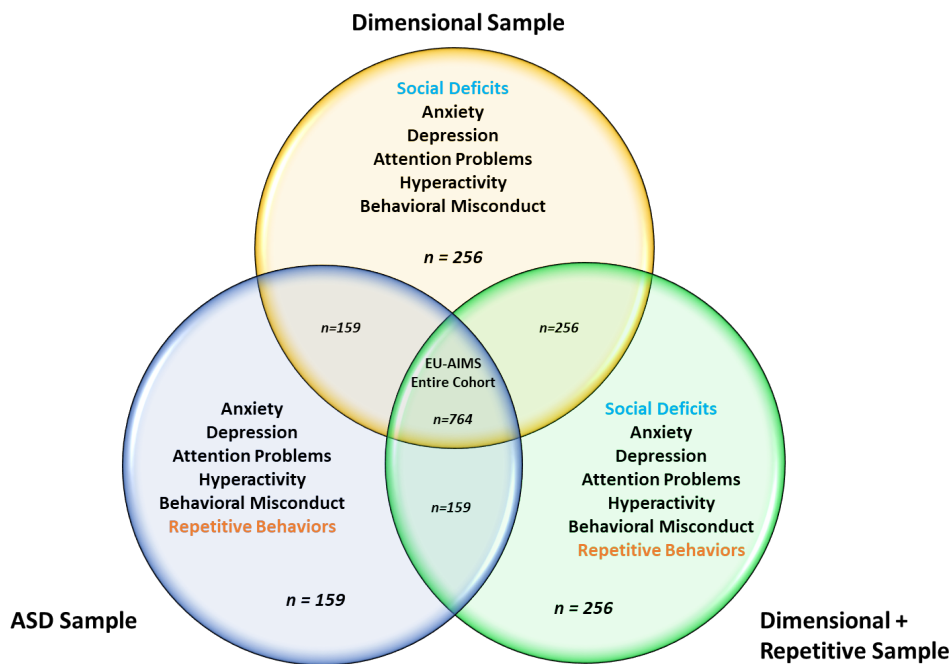 Dimensional Sample
Social Deficits
Anxiety
Depression
Attention Problems
Hyperactivity
Behavioral Misconduct
n = 256
n=159
n=256
EU-AIMS
Entire Cohort
n=764
Anxiety
Depression
Attention Problems
Hyperactivity
Behavioral Misconduct
Repetitive Behaviors
n = 159
ASD Sample
n=159
Social Deficits
Anxiety
Depression
Attention Problems
Hyperactivity
Behavioral Misconduct
Repetitive Behaviors
n = 256
Dimensional +
Repetitive Sample